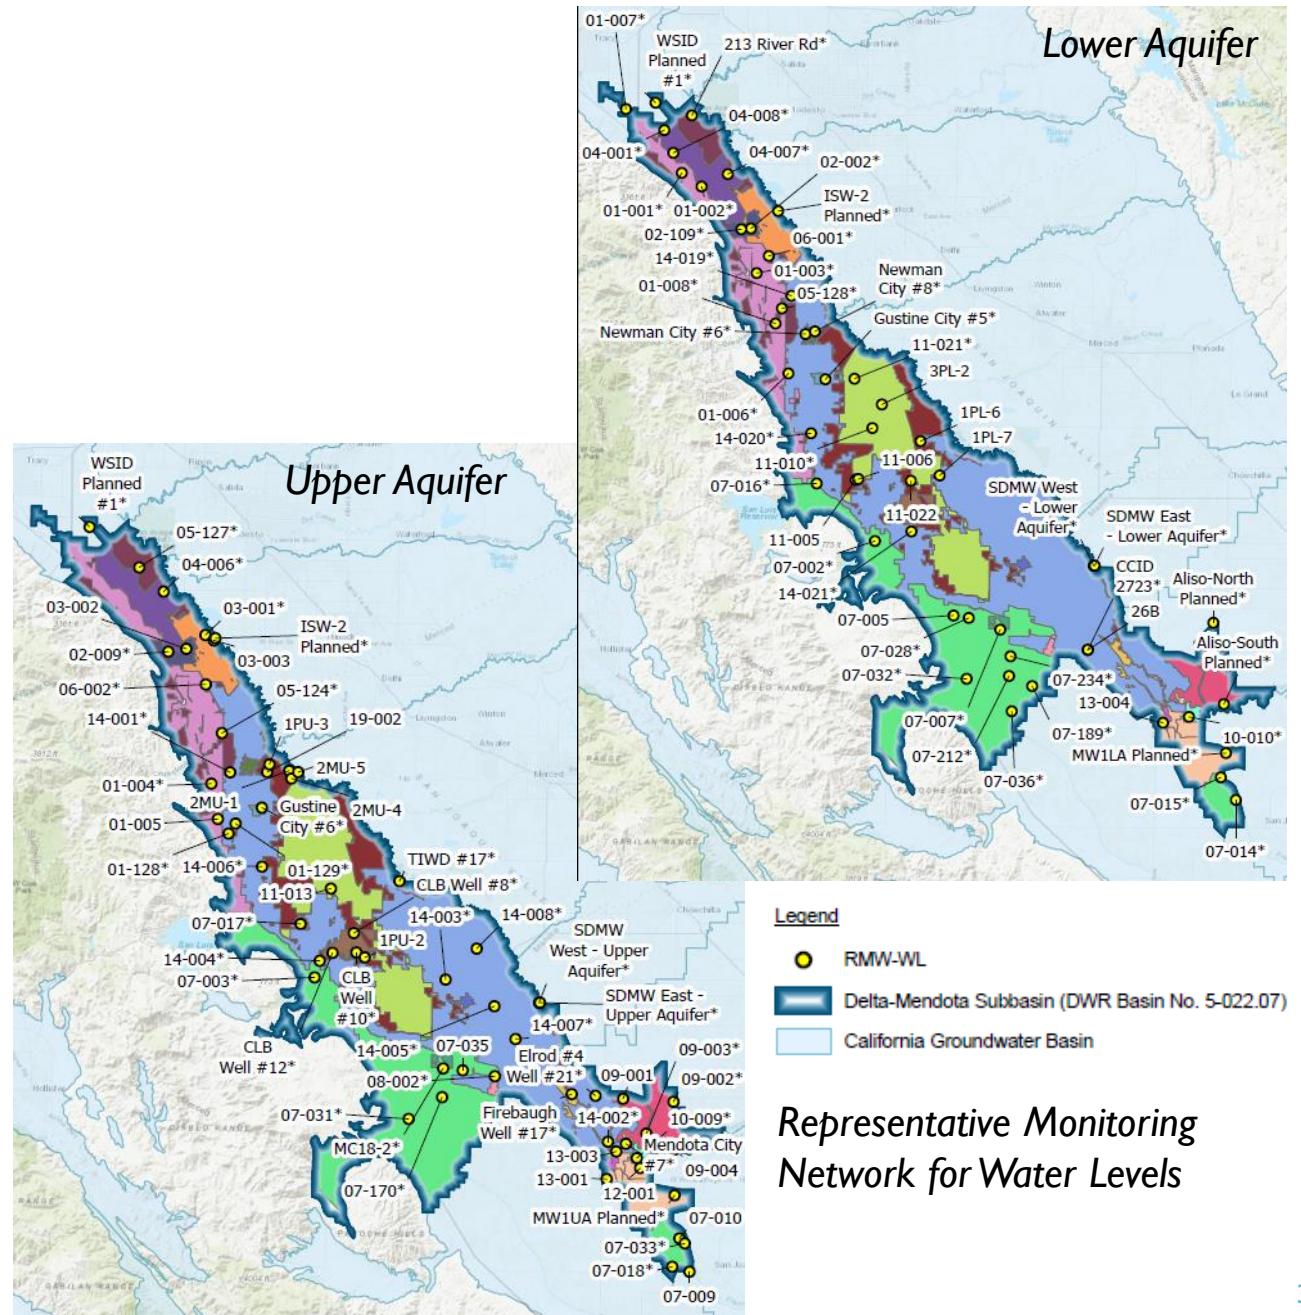 Lower Aquifer
01-007*
WSID
Planned
#1*
213 River Rd*
04-008*
04-001*
04-007*
02-002*
01-001*
01-002*
ISW-2
Planned*
02-109*
06-001*
14-019*
01-003*
Newman
City #8*
01-008*
05-128*
Newman City #6*
Gustine City #5*
11-021*
3PL-2
01-006*
1PL-6
14-020*
1PL-7
11-010*
11-006
07-016*
SDMW West
- Lower
Aquifer*
11-022
SDMW East
- Lower Aquifer*
11-005
07-002*
CCID
2723*
14-021*
Aliso-North
Planned*
26B
07-005
Aliso-South
Planned*
07-028*
07-032*
07-234*
13-004
07-007*
07-189*
10-010*
07-212*
MW1LA Planned*
07-036*
07-015*
07-014*
Upper Aquifer
WSID
Planned
#1*
05-127*
04-006*
03-002
03-001*
ISW-2
Planned*
02-009*
03-003
06-002*
05-124*
14-001*
1PU-3
19-002
01-004*
2MU-5
2MU-1
Gustine
City #6*
2MU-4
01-005
01-128*
14-006*
01-129*
TIWD #17*
11-013
CLB Well #8*
14-003*
14-008*
07-017*
1PU-2
SDMW
West - Upper
Aquifer*
14-004*
07-003*
CLB
Well
#10*
SDMW East -
Upper Aquifer*
CLB
Well #12*
14-007*
14-005*
07-035
Elrod #4
Well #21*
09-003*
08-002*
09-001
09-002*
07-031*
Firebaugh
Well #17*
14-002*
10-009*
MC18-2*
13-003
Mendota City
#7*
07-170*
13-001
09-004
12-001
MW1UA Planned*
07-010
07-033*
07-018*
07-009
Legend
RMW-WL
Delta-Mendota Subbasin (DWR Basin No. 5-022.07)
California Groundwater Basin
Representative Monitoring
Network for Water Levels